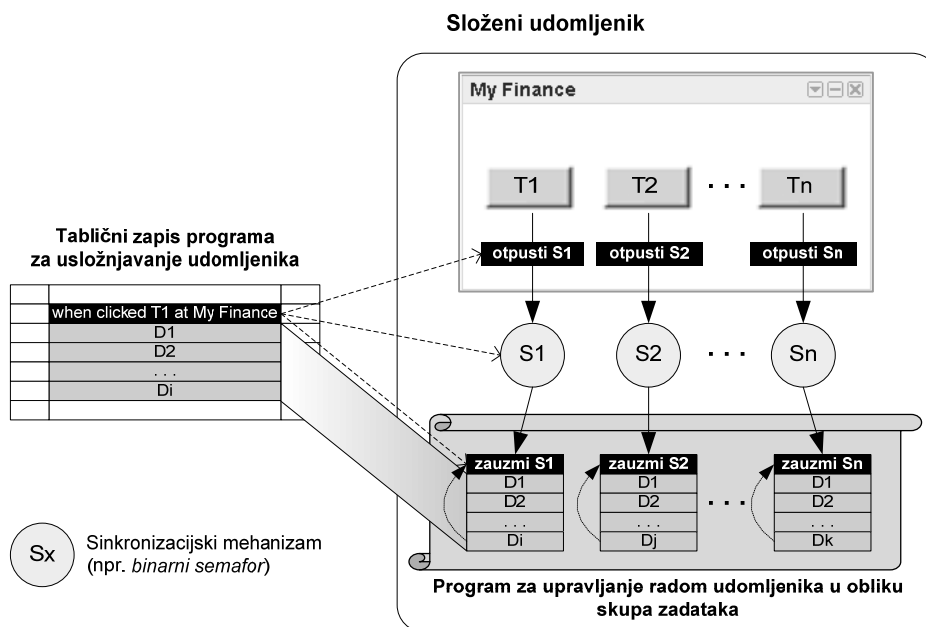 Složeni udomljenik
My Finance
T1 T2 . . . Tn
otpusti S1 otpusti S2 otpusti Sn
Tablični zapis programa
za usložnjavanje udomljenika
when clicked T1 at My Finance
D1
D2
. . .
Di
S1 S2 . . . Sn
zauzmi S1 zauzmi S2 zauzmi Sn
D1 D1 D1
D2 D2 . . . D2
. . . . . . . . .
Di Dj Dk
Sx
Sinkronizacijski mehanizam
(npr. binarni semafor)
Program za upravljanje radom udomljenika u obliku
skupa zadataka